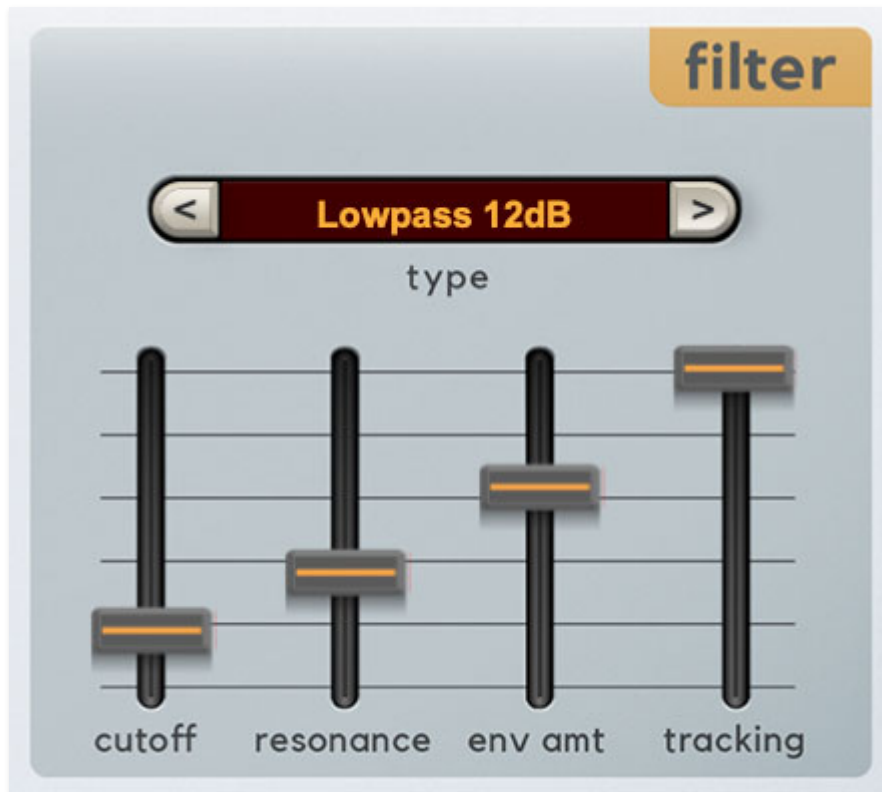 filter
< Lowpass 12dB >
type
cutoff resonance env amt tracking